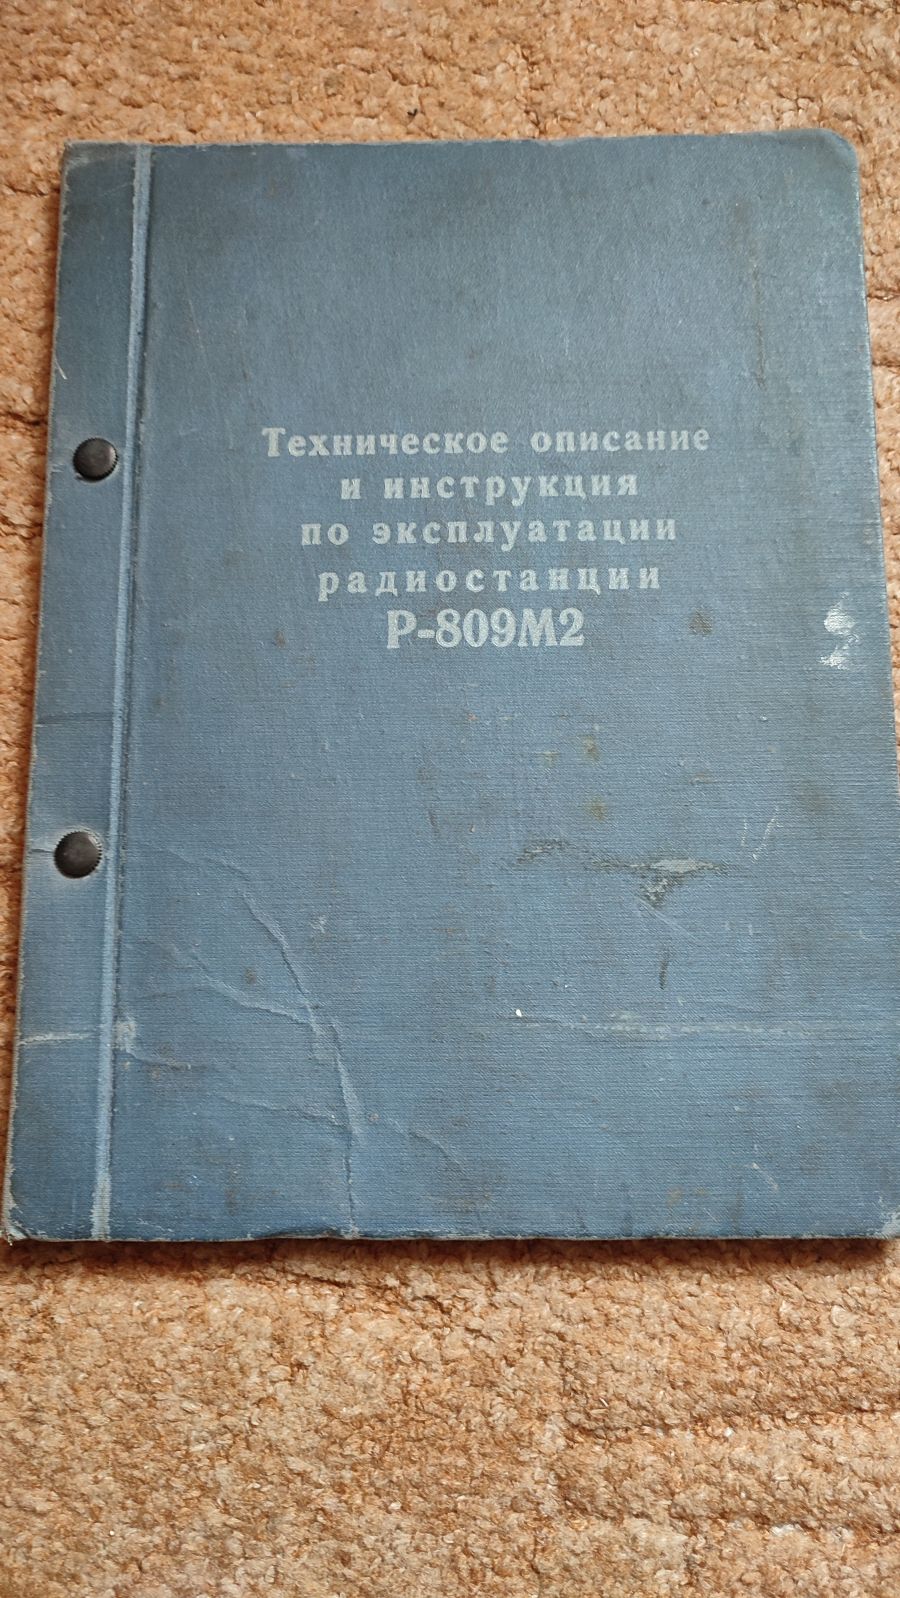 Техническое описание
и инструкция
по эксплуатации
радиостанции
Р-809М2